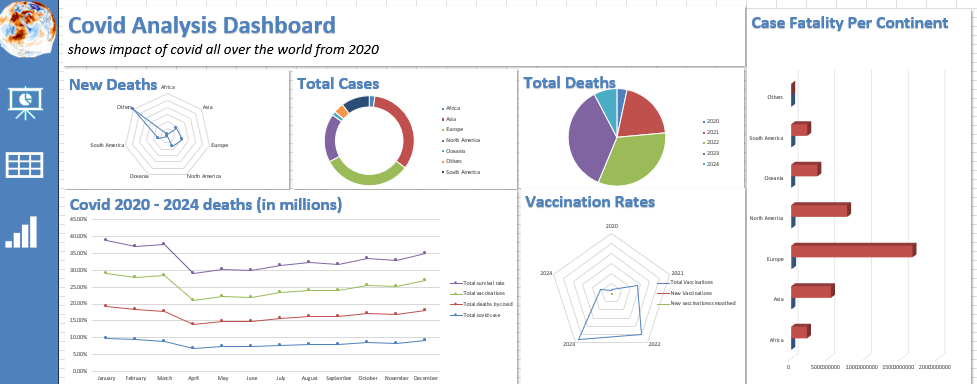 Covid Analysis Dashboard
shows impact of covid all over the world from 2020
Case Fatality Per Continent
New Deaths
Africa
Asia
Europe
North America
Oceania
South America
Others
Total Cases
Africa
Asia
Europe
North America
Oceania
Others
South America
Total Deaths
2020
2021
2022
2023
2024
Covid 2020 - 2024 deaths (in millions)
45.00%
40.00%
35.00%
30.00%
25.00%
20.00%
15.00%
10.00%
5.00%
0.00%
January February March April May June July August September October November December
Total survival rate
Total vaccinations
Total deaths by covid
Total covid case
Vaccination Rates
2020
2021
2022
2023
2024
Total Vaccinations
New Vaccinations
New vaccinations smoothed
Others
South America
Oceania
North America
Europe
Asia
Africa
0